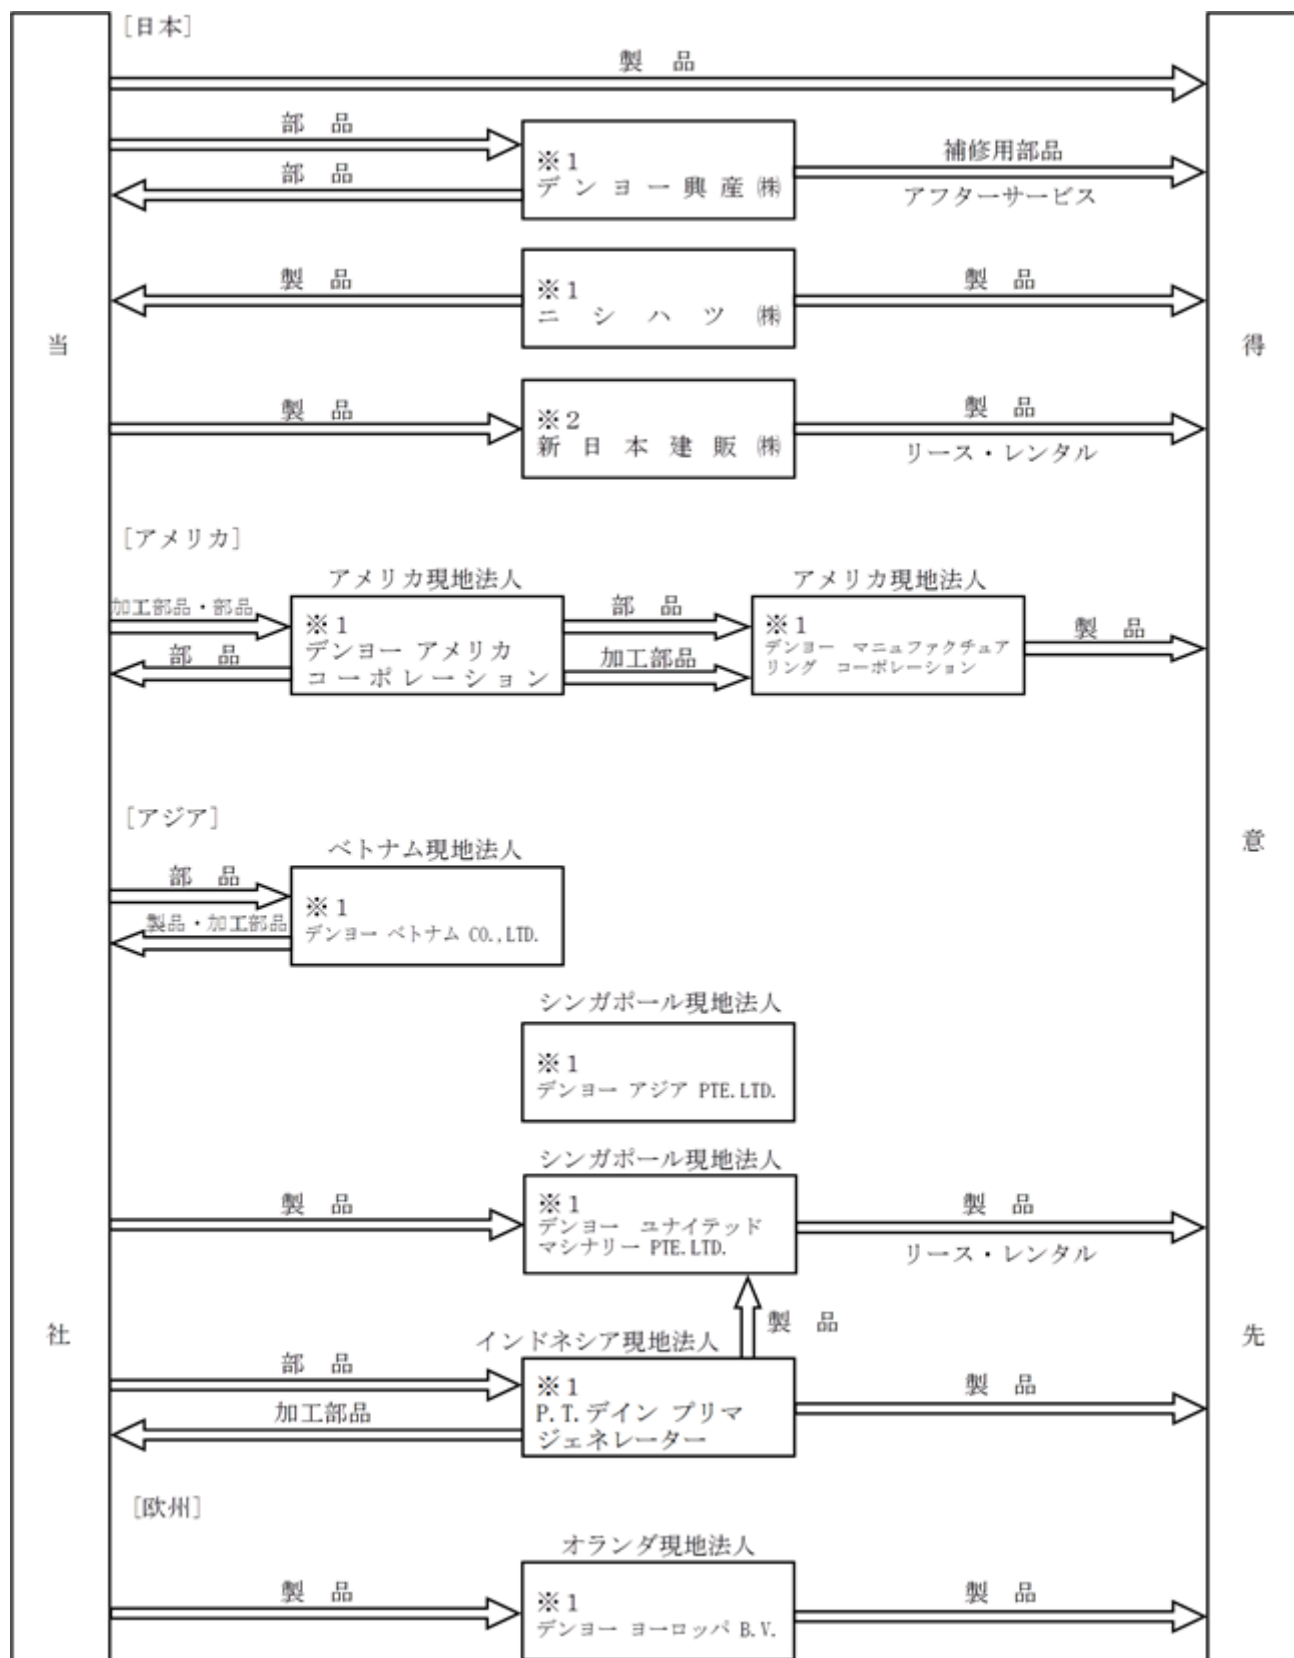 [日本]
製 品
部 品
部 品
※1
デンヨー興産㈱
補修用部品
アフターサービス
製 品
※1
ニシハツ㈱
製 品
製 品
※2
新日本建販㈱
製 品
リース・レンタル
[アメリカ]
アメリカ現地法人
アメリカ現地法人
加工部品・部品
部 品
※1
デンヨー アメリカ
コーポレーション
部 品
加工部品
※1
デンヨー マニュファクチュア
リング コーポレーション
製 品
[アジア]
ベトナム現地法人
部 品
製品・加工部品
※1
デンヨー ベトナム CO.,LTD.
シンガポール現地法人
※1
デンヨー アジア PTE.LTD.
シンガポール現地法人
製 品
※1
デンヨー ユナイテッド
マシナリー PTE.LTD.
製 品
リース・レンタル
製 品
インドネシア現地法人
部 品
加工部品
※1
P.T.デイン プリマ
ジェネレーター
製 品
[欧州]
オランダ現地法人
製 品
※1
デンヨー ヨーロッパ B.V.
製 品
当
社
得
意
先